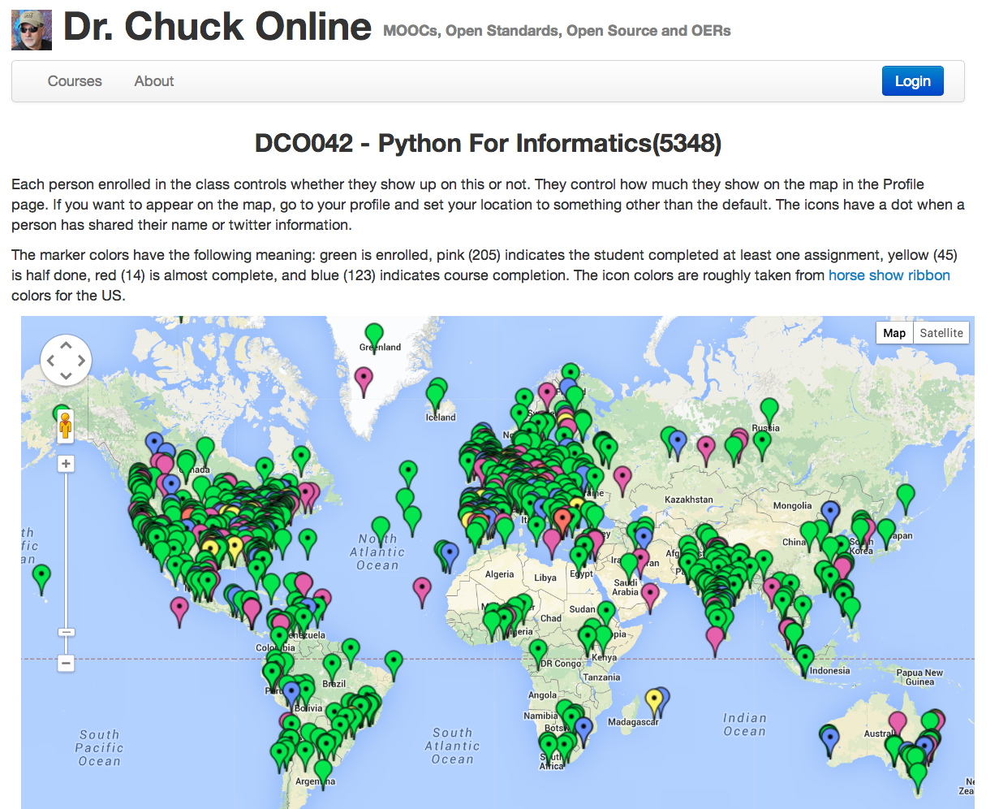 Dr. Chuck Online MOOCs, Open Standards, Open Source and OERs
Courses About Login
DCO042 - Python For Informatics(5348)
Each person enrolled in the class controls whether they show up on this or not. They control how much they show on the map in the Profile
page. If you want to appear on the map, go to your profile and set your location to something other than the default. The icons have a dot when a
person has shared their name or twitter information.
The marker colors have the following meaning: green is enrolled, pink (205) indicates the student completed at least one assignment, yellow (45)
is half done, red (14) is almost complete, and blue (123) indicates course completion. The icon colors are roughly taken from horse show ribbon
colors for the US.
Map Satellite
Greenland
Iceland
Russia
Kazakhstan
Mongolia
China
South
Korea
North
Atlantic
Ocean
Algeria
Libya
Egypt
Saudi
Arabia
Chad
Sudan
DR Congo
Kenya
Tanzania
Angola
Namibia
Madagascar
South
Africa
Brazil
Bolivia
Indonesia
Papua New
Guinea
Indian
Ocean
South
Pacific
Ocean
South
Atlantic
Ocean